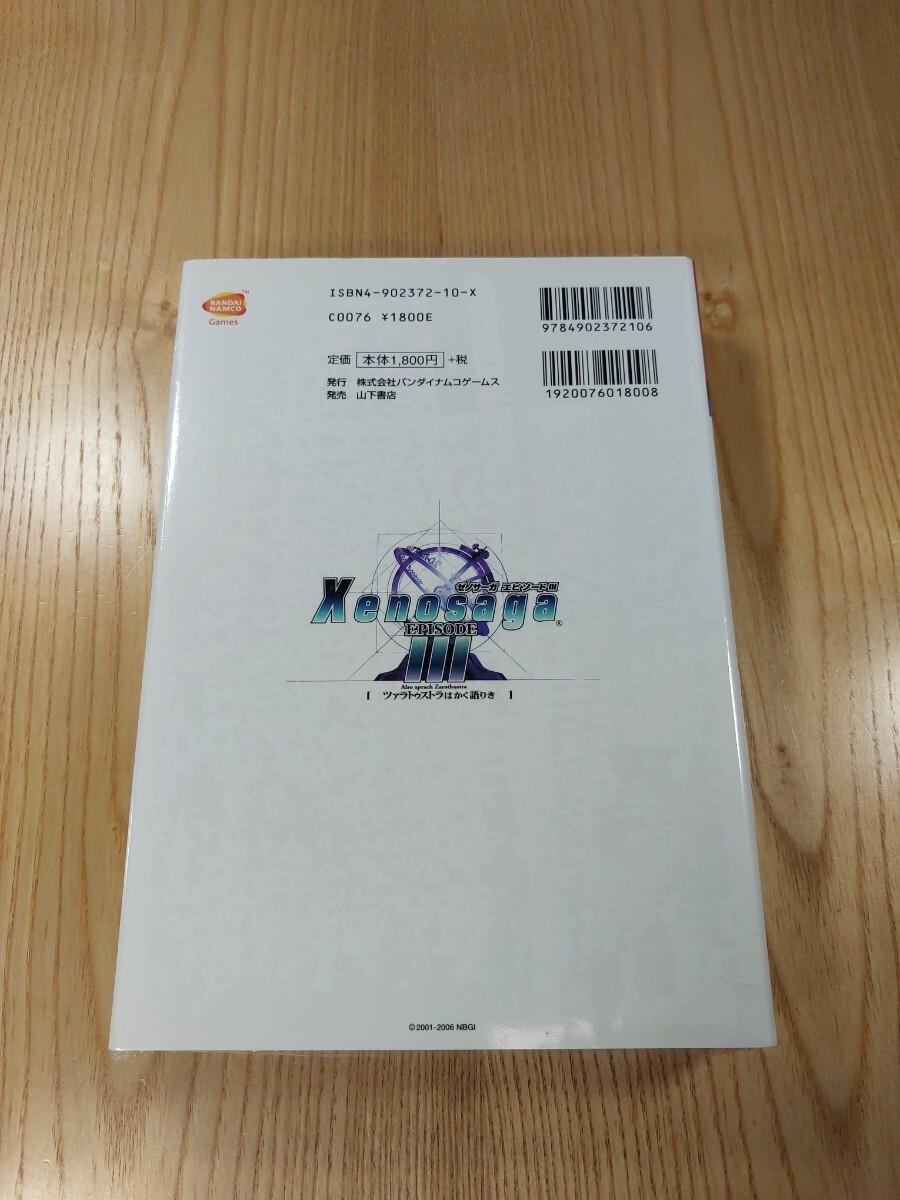 BANDAI
NAMCO
TM
Games
ISBN4-902372-10-X
C0076 ¥1800E
定価 本体1,800円 +税
発行 株式会社バンダイナムコゲームス
発売 山下書店
9784902372106
1920076018008
ゼノサーガ エピソードIII
Xenosaga®
EPISODE
III
Also sprach Zarathustra
[ ツァラトゥストラはかく語りき ]
©2001-2006 NBGI